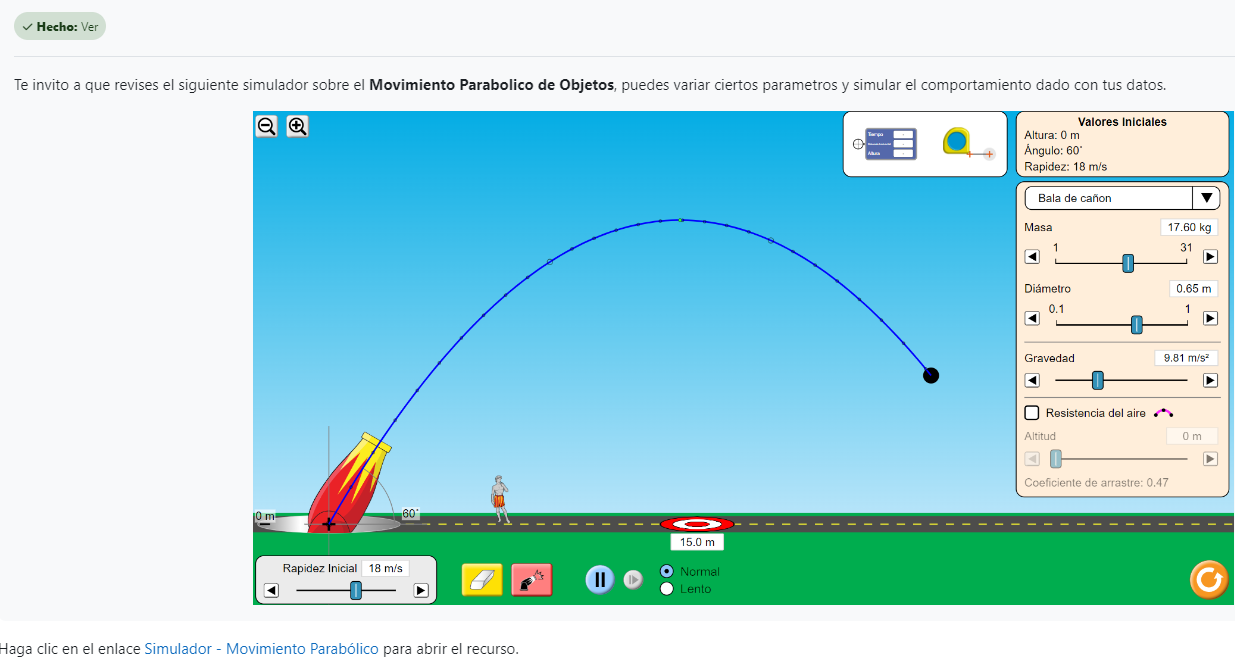 ✓ Hecho: Ver
Te invito a que revises el siguiente simulador sobre el Movimiento Parabolico de Objetos, puedes variar ciertos parametros y simular el comportamiento dado con tus datos.
Tiempo
Altura
Valores Iniciales
Altura: 0 m
Ángulo: 60°
Rapidez: 18 m/s
Bala de cañon
Masa
17.60 kg
1
31
Diámetro
0.65 m
0.1
1
Gravedad
9.81 m/s²
Resistencia del aire
Altitud
0 m
Coeficiente de arrastre: 0.47
0 m
60°
15.0 m
Rapidez Inicial
18 m/s
Normal
Lento
Haga clic en el enlace Simulador - Movimiento Parabólico para abrir el recurso.